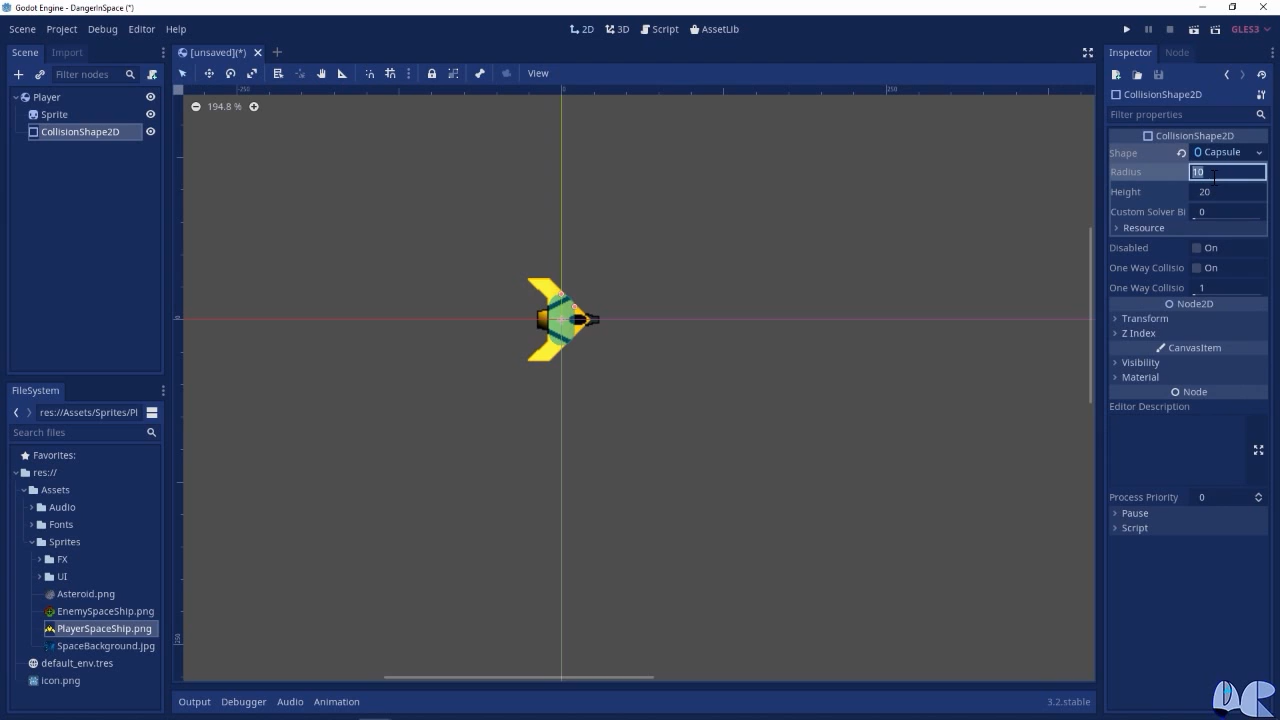 Godot Engine - DangerInSpace (*)
Scene Project Debug Editor Help
2D 3D Script AssetLib
GLES3
Scene Import
[unsaved](*)
Inspector Node
Filter nodes
View
Player
Sprite
CollisionShape2D
-250 0 250
194.8 %
0
250
CollisionShape2D
Filter properties
CollisionShape2D
Shape Capsule
Radius 10
Height 20
Custom Solver Bi 0
Resource
Disabled On
One Way Collisio On
One Way Collisio 1
Node2D
Transform
Z Index
CanvasItem
Visibility
Material
Node
Editor Description
Process Priority 0
Pause
Script
FileSystem
res://Assets/Sprites/Pl
Search files
Favorites:
res://
Assets
Audio
Fonts
Sprites
FX
UI
Asteroid.png
EnemySpaceShip.png
PlayerSpaceShip.png
SpaceBackground.jpg
default_env.tres
icon.png
Output Debugger Audio Animation
3.2.stable